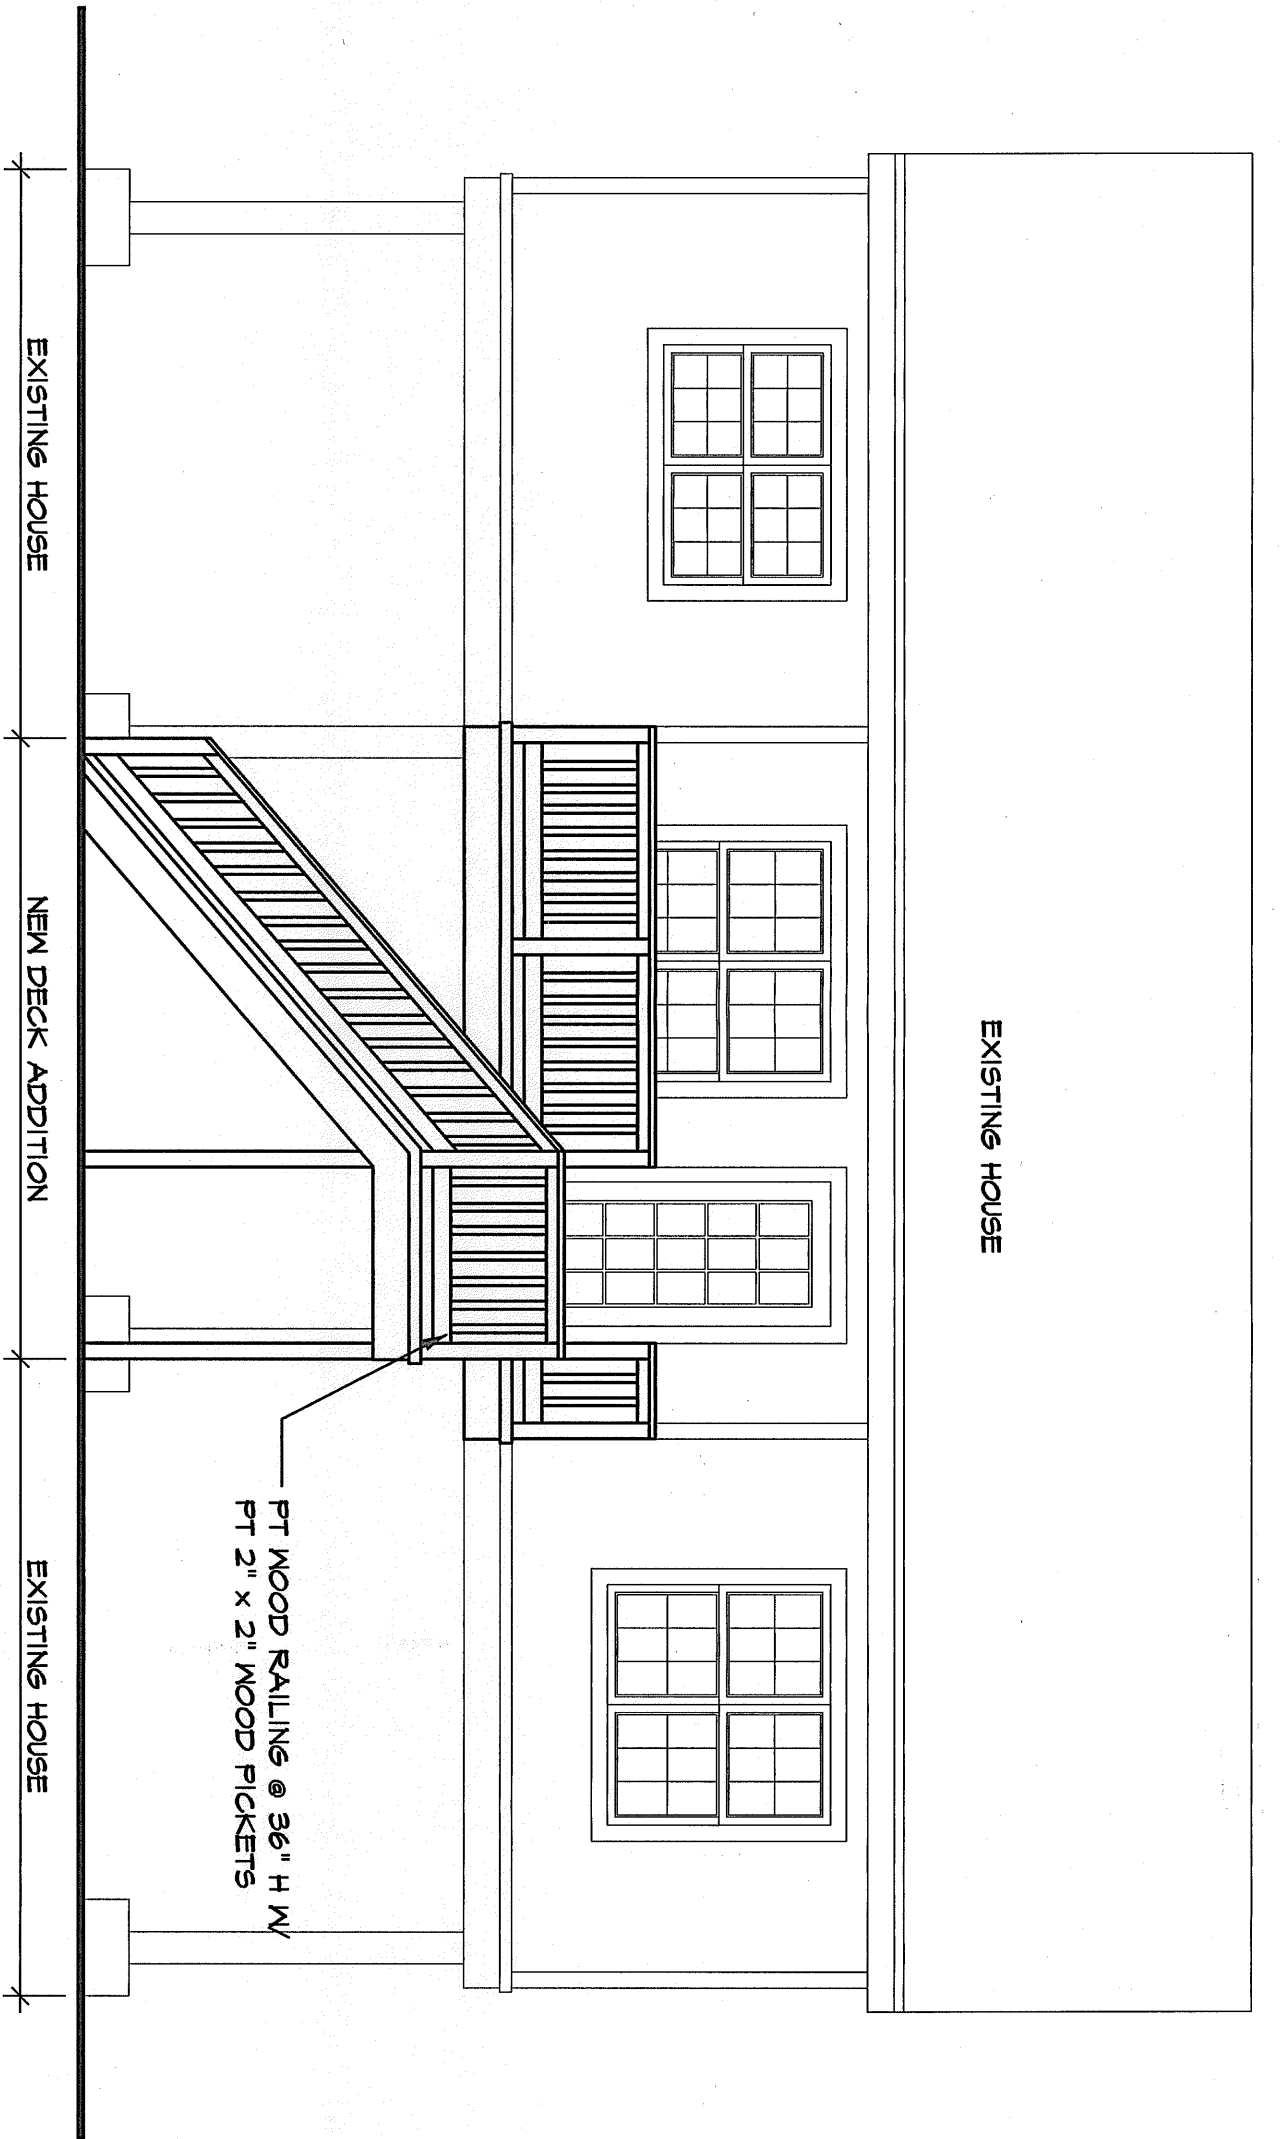 EXISTING HOUSE
PT WOOD RAILING @ 36" H W/
PT 2" x 2" WOOD PICKETS
EXISTING HOUSE
NEW DECK ADDITION
EXISTING HOUSE